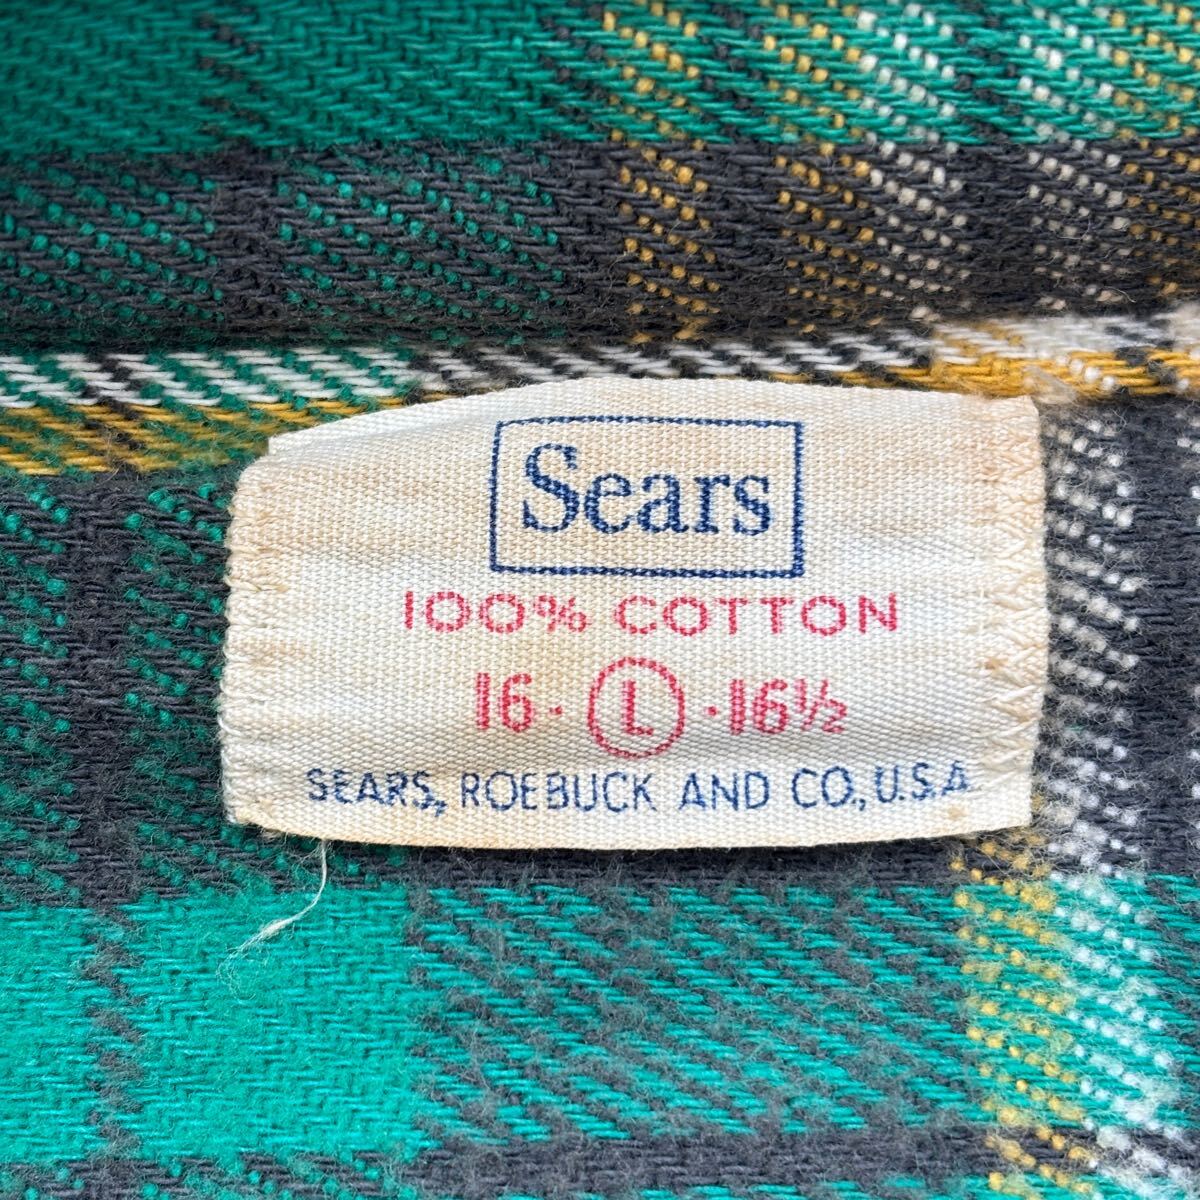 Sears
100% COTTON
16 · L · 16½
SEARS, ROEBUCK AND CO., U.S.A.